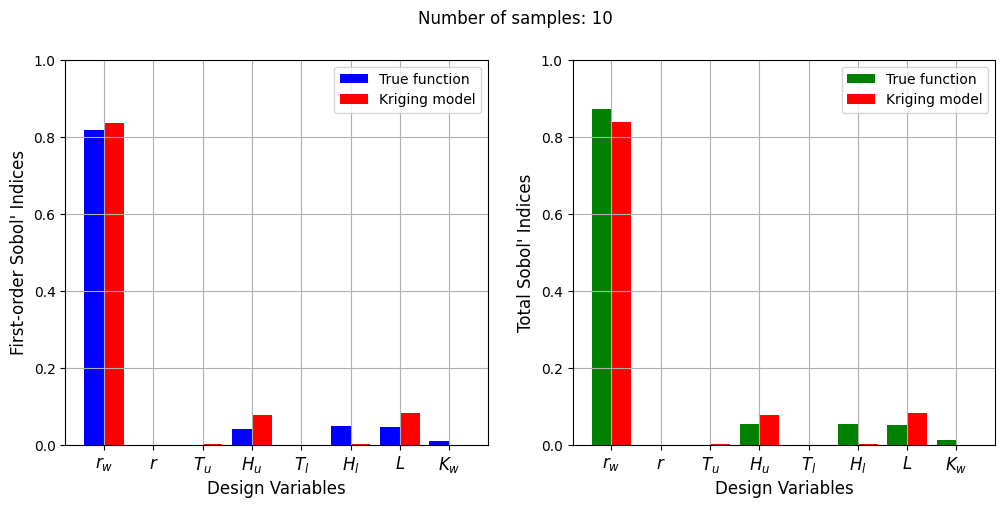 Number of samples: 10
First-order Sobol' Indices
1.0
0.8
0.6
0.4
0.2
0.0
True function
Kriging model
r_w r T_u H_u T_l H_l L K_w
Design Variables
Total Sobol' Indices
1.0
0.8
0.6
0.4
0.2
0.0
True function
Kriging model
r_w r T_u H_u T_l H_l L K_w
Design Variables